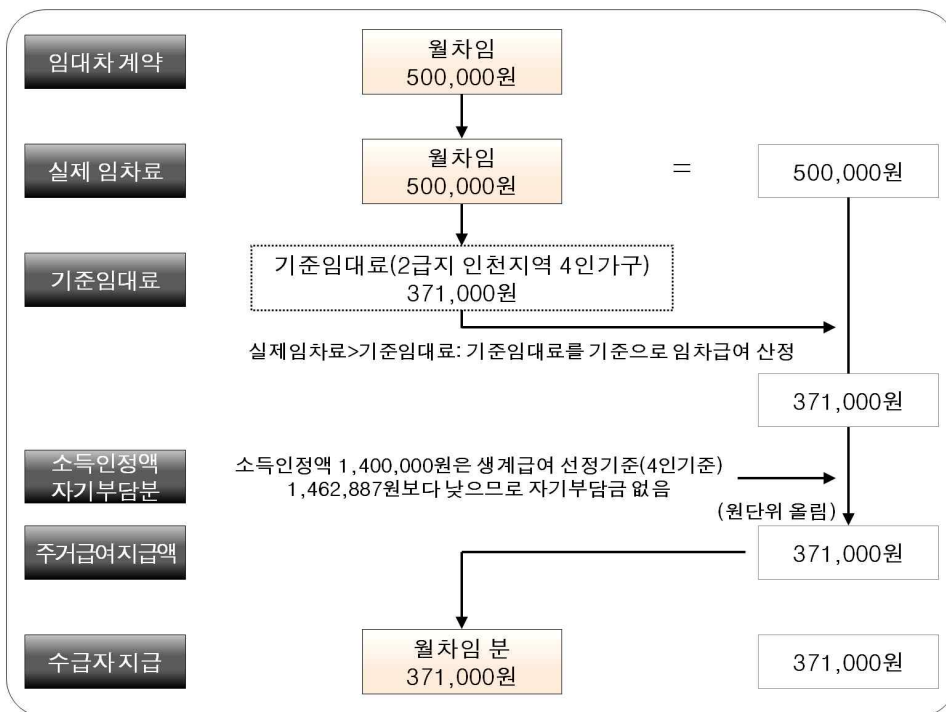 임대차 계약
월차임
500,000원
실제 임차료
월차임
500,000원
=
500,000원
기준임대료
기준임대료(2급지 인천지역 4인가구)
371,000원
실제임차료>기준임대료: 기준임대료를 기준으로 임차급여 산정
371,000원
소득인정액
자기부담분
소득인정액 1,400,000원은 생계급여 선정기준(4인기준)
1,462,887원보다 낮으므로 자기부담금 없음
(원단위 올림)
주거급여지급액
371,000원
수급자 지급
월차임 분
371,000원
371,000원